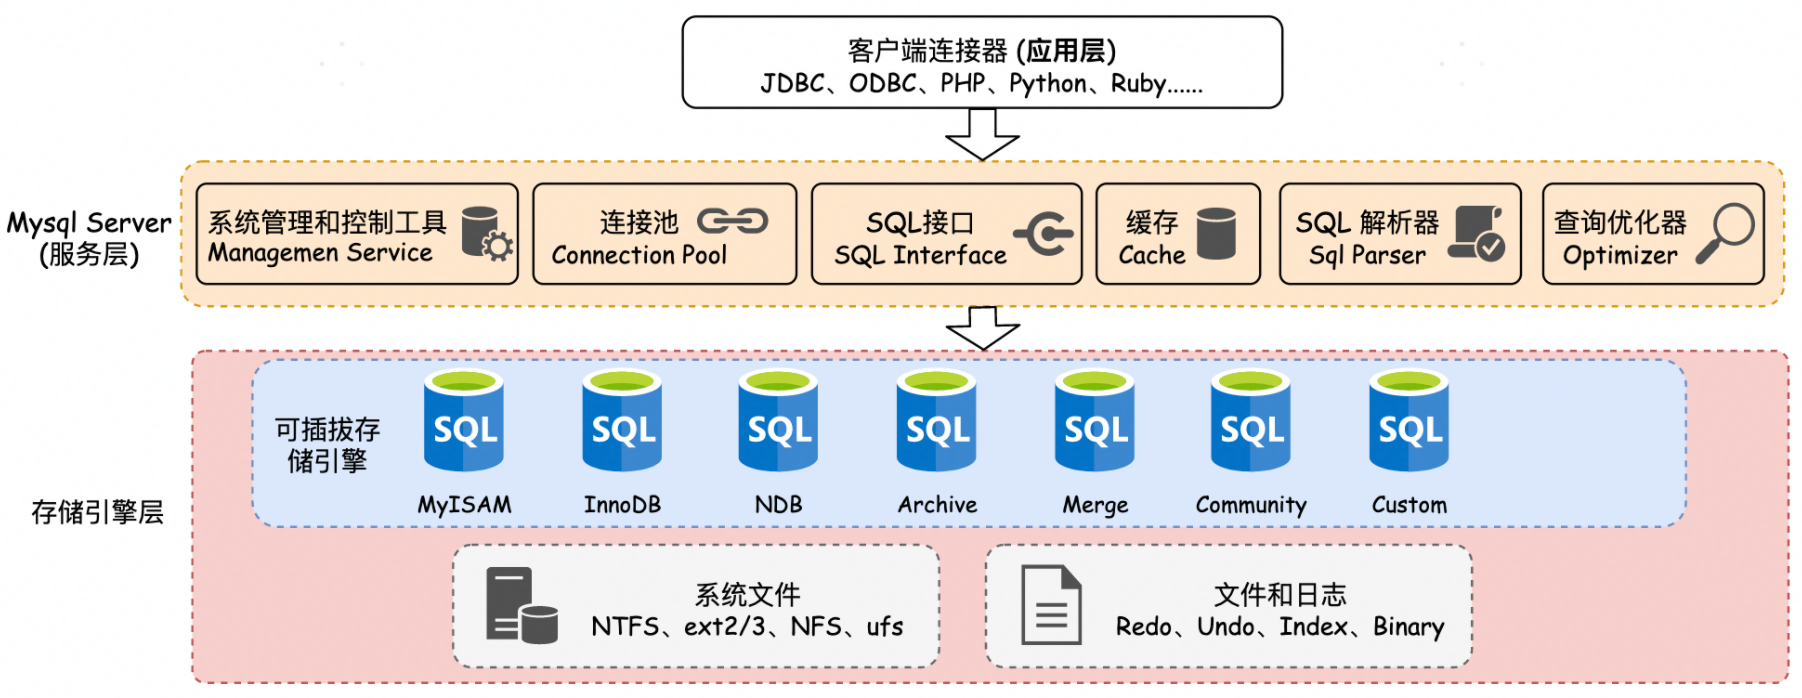 客户端连接器 (应用层)
JDBC、ODBC、PHP、Python、Ruby......
Mysql Server
(服务层)
系统管理和控制工具
Managemen Service
连接池
Connection Pool
SQL接口
SQL Interface
缓存
Cache
SQL 解析器
Sql Parser
查询优化器
Optimizer
存储引擎层
可插拔存
储引擎
SQL
SQL
SQL
SQL
SQL
SQL
SQL
MyISAM
InnoDB
NDB
Archive
Merge
Community
Custom
系统文件
NTFS、ext2/3、NFS、ufs
文件和日志
Redo、Undo、Index、Binary